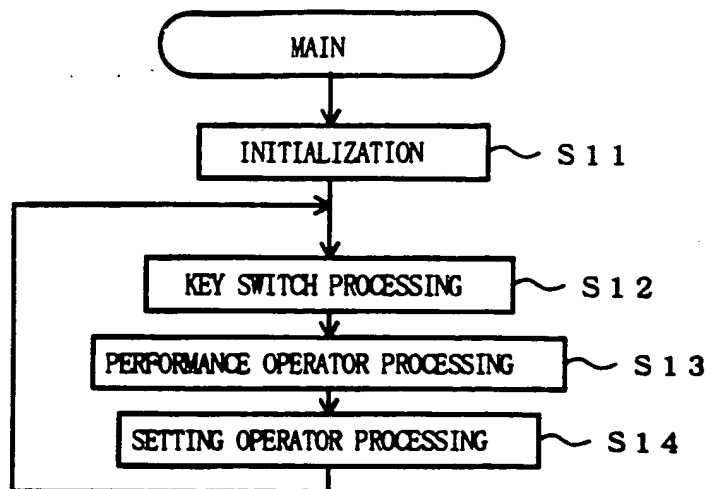 MAIN
INITIALIZATION S11
KEY SWITCH PROCESSING S12
PERFORMANCE OPERATOR PROCESSING S13
SETTING OPERATOR PROCESSING S14